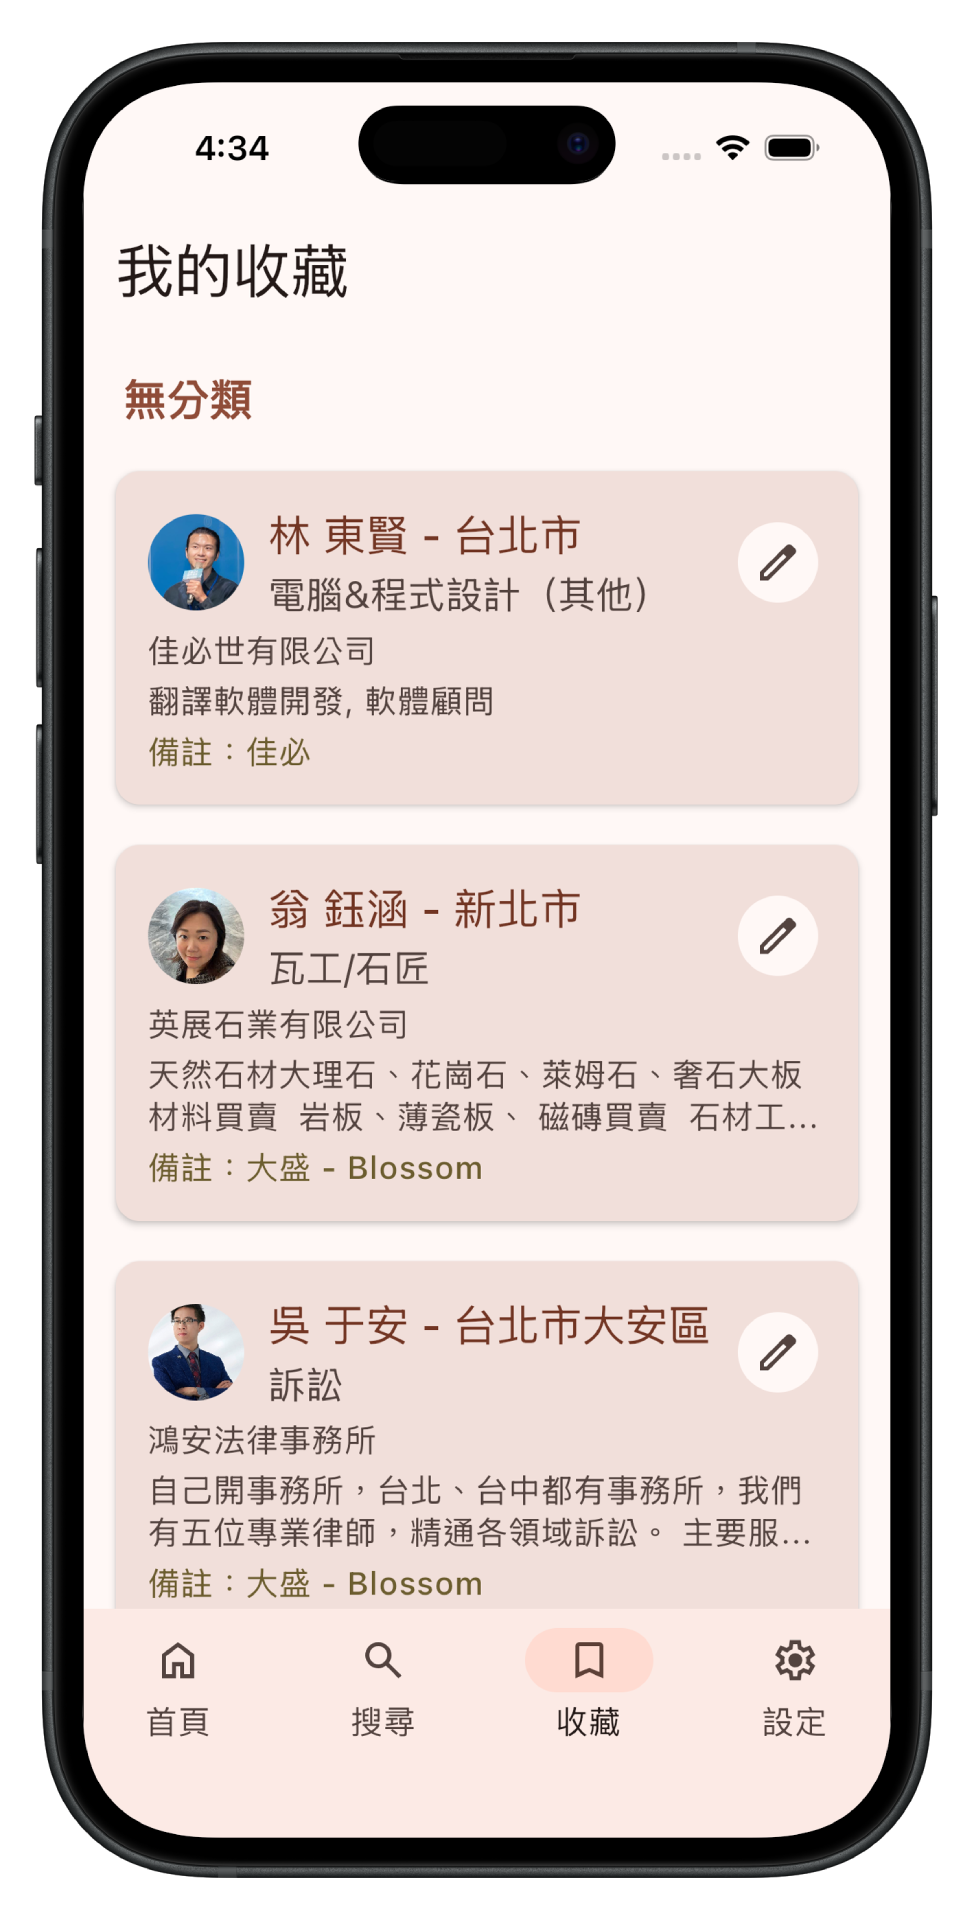 4:34
我的收藏
無分類
林 東賢 - 台北市
電腦&程式設計（其他）
佳必世有限公司
翻譯軟體開發, 軟體顧問
備註：佳必
翁 鈺涵 - 新北市
瓦工/石匠
英展石業有限公司
天然石材大理石、花崗石、萊姆石、奢石大板
材料買賣 岩板、薄瓷板、 磁磚買賣 石材工...
備註：大盛 - Blossom
吳 于安 - 台北市大安區
訴訟
鴻安法律事務所
自己開事務所，台北、台中都有事務所，我們
有五位專業律師，精通各領域訴訟。 主要服...
備註：大盛 - Blossom
首頁 搜尋 收藏 設定